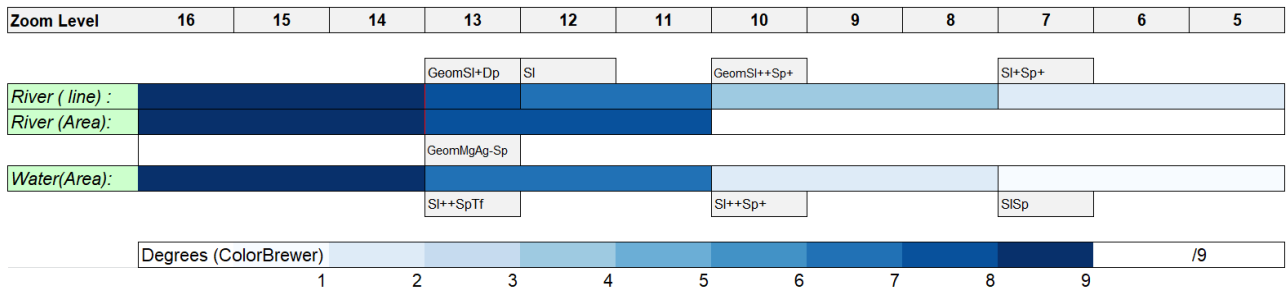 Zoom Level 16 15 14 13 12 11 10 9 8 7 6 5
GeomSl+Dp Sl GeomSl++Sp+ Sl+Sp+
River ( line) :
River (Area):
GeomMgAg-Sp
Water(Area):
Sl++SpTf Sl++Sp+ SlSp
Degrees (ColorBrewer) /9
1 2 3 4 5 6 7 8 9